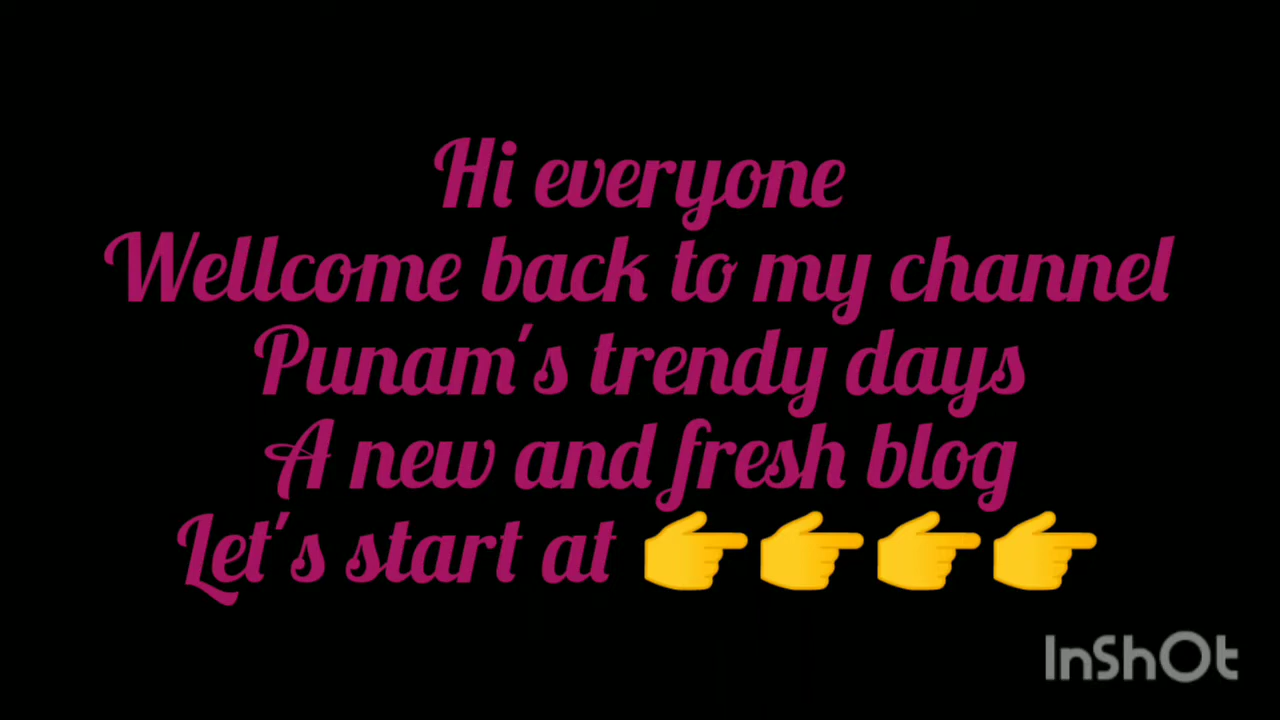 Hi everyone
Wellcome back to my channel
Punam's trendy days
A new and fresh blog
Let's start at 👉👉👉👉
InShOt